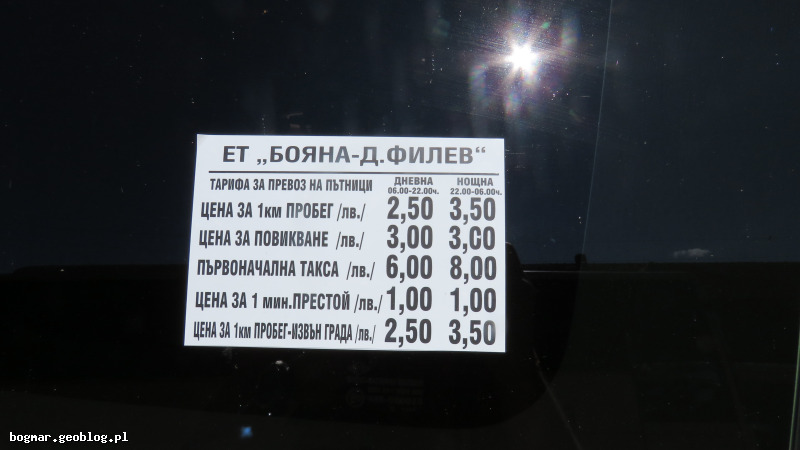 ЕТ „БОЯНА-Д.ФИЛЕВ“
ТАРИФА ЗА ПРЕВОЗ НА ПЪТНИЦИ ДНЕВНА 06.00-22.00ч. НОЩНА 22.00-06.00ч.
ЦЕНА ЗА 1км ПРОБЕГ /лв./ 2,50 3,50
ЦЕНА ЗА ПОВИКВАНЕ /лв./ 3,00 3,00
ПЪРВОНАЧАЛНА ТАКСА /лв./ 6,00 8,00
ЦЕНА ЗА 1 мин.ПРЕСТОЙ /лв./ 1,00 1,00
ЦЕНА ЗА 1км ПРОБЕГ-ИЗВЪН ГРАДА /лв./ 2,50 3,50
bogmar.geoblog.pl